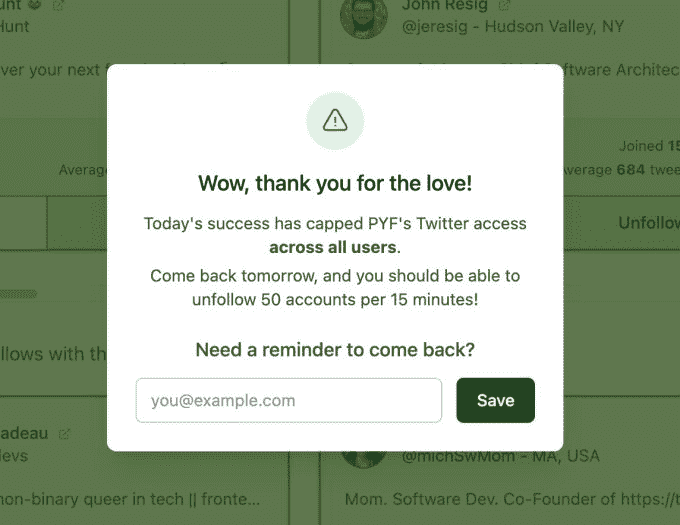 unt
John Resig
Hunt
@jeresig - Hudson Valley, NY
ver your next
ftware Architec
Joined 15
Average
verage 684 twee
Unfollow
Wow, thank you for the love!
Today's success has capped PYF's Twitter access
across all users.
Come back tomorrow, and you should be able to
unfollow 50 accounts per 15 minutes!
llows with th
Need a reminder to come back?
you@example.com
Save
adeau
devs
@michSwMom - MA, USA
non-binary queer in tech || fronte...
Mom. Software Dev. Co-Founder of https://t